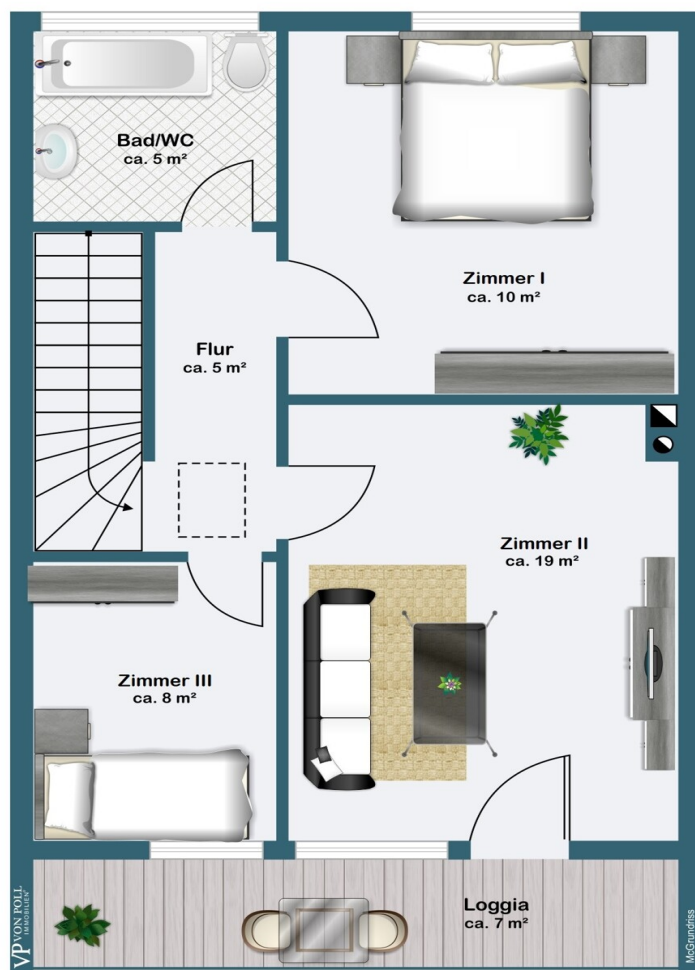 Bad/WC
ca. 5 m²
Zimmer I
ca. 10 m²
Flur
ca. 5 m²
Zimmer II
ca. 19 m²
Zimmer III
ca. 8 m²
Loggia
ca. 7 m²
VP VON POLL
IMMOBILIEN
McGrundriss